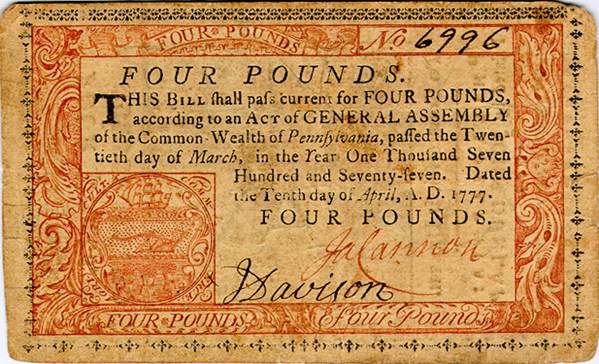 FOUR POUNDS
No 6996
FOUR POUNDS.
THIS BILL shall paſs current for FOUR POUNDS,
according to an ACT of GENERAL ASSEMBLY
of the Common-Wealth of Pennſylvania, paſſed the Twen-
tieth day of March, in the Year One Thouſand Seven
Hundred and Seventy-ſeven. Dated
the Tenth day of April, A. D. 1777.
FOUR POUNDS.
JaCannon
JDavison
FOUR POUNDS Four Pounds